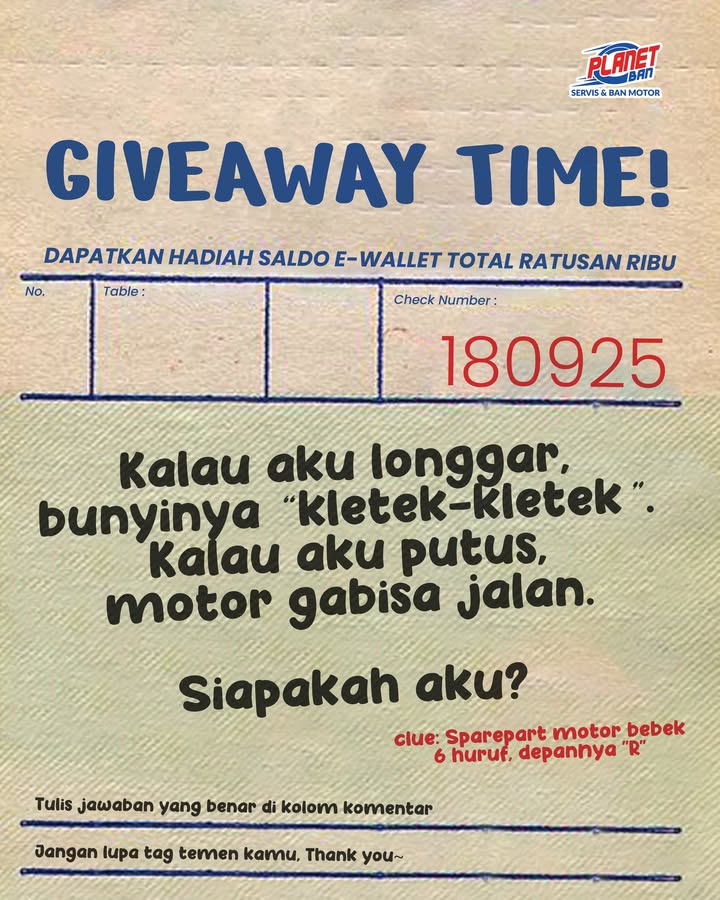 PLANET
BAN
SERVIS & BAN MOTOR
GIVEAWAY TIME!
DAPATKAN HADIAH SALDO E-WALLET TOTAL RATUSAN RIBU
No.
Table :
Check Number :
180925
Kalau aku longgar,
bunyinya “kletek-kletek”.
Kalau aku putus,
motor gabisa jalan.
Siapakah aku?
clue: Sparepart motor bebek
6 huruf, depannya "R"
Tulis jawaban yang benar di kolom komentar
Jangan lupa tag temen kamu, Thank you~